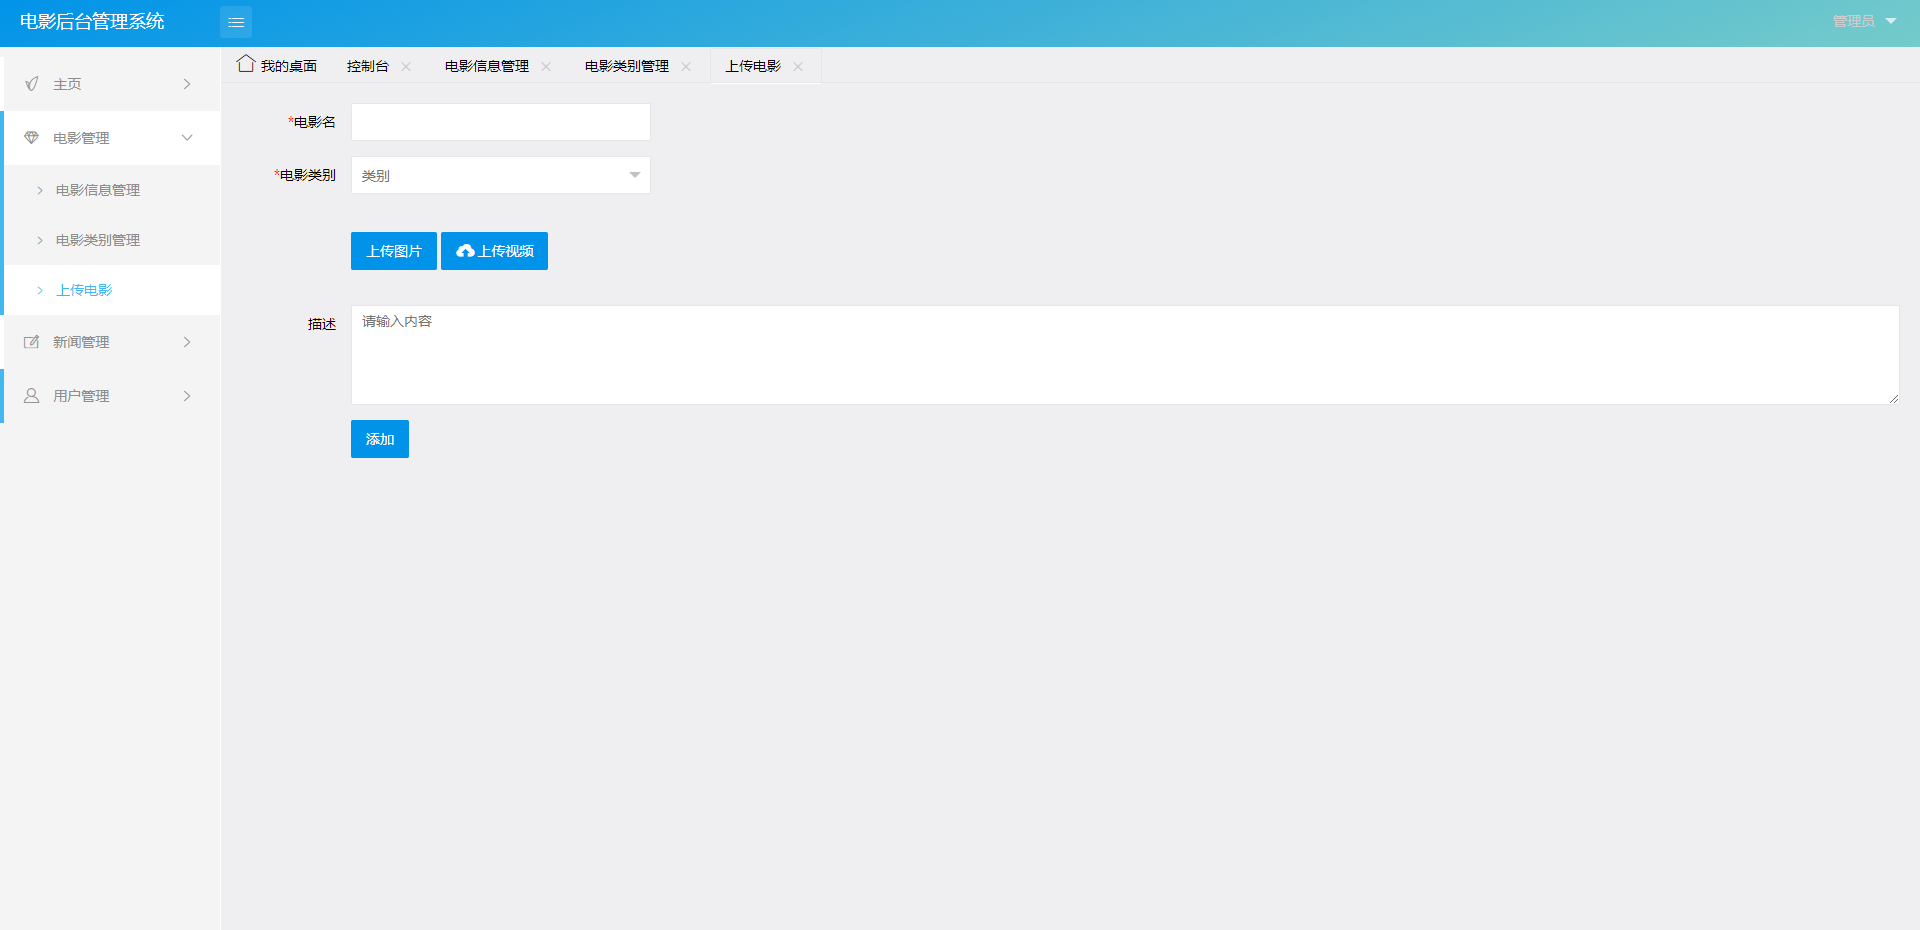 电影后台管理系统
管理员
主页
电影管理
电影信息管理
电影类别管理
上传电影
新闻管理
用户管理
我的桌面 控制台 电影信息管理 电影类别管理 上传电影
*电影名
*电影类别 类别
上传图片 上传视频
描述 请输入内容
添加